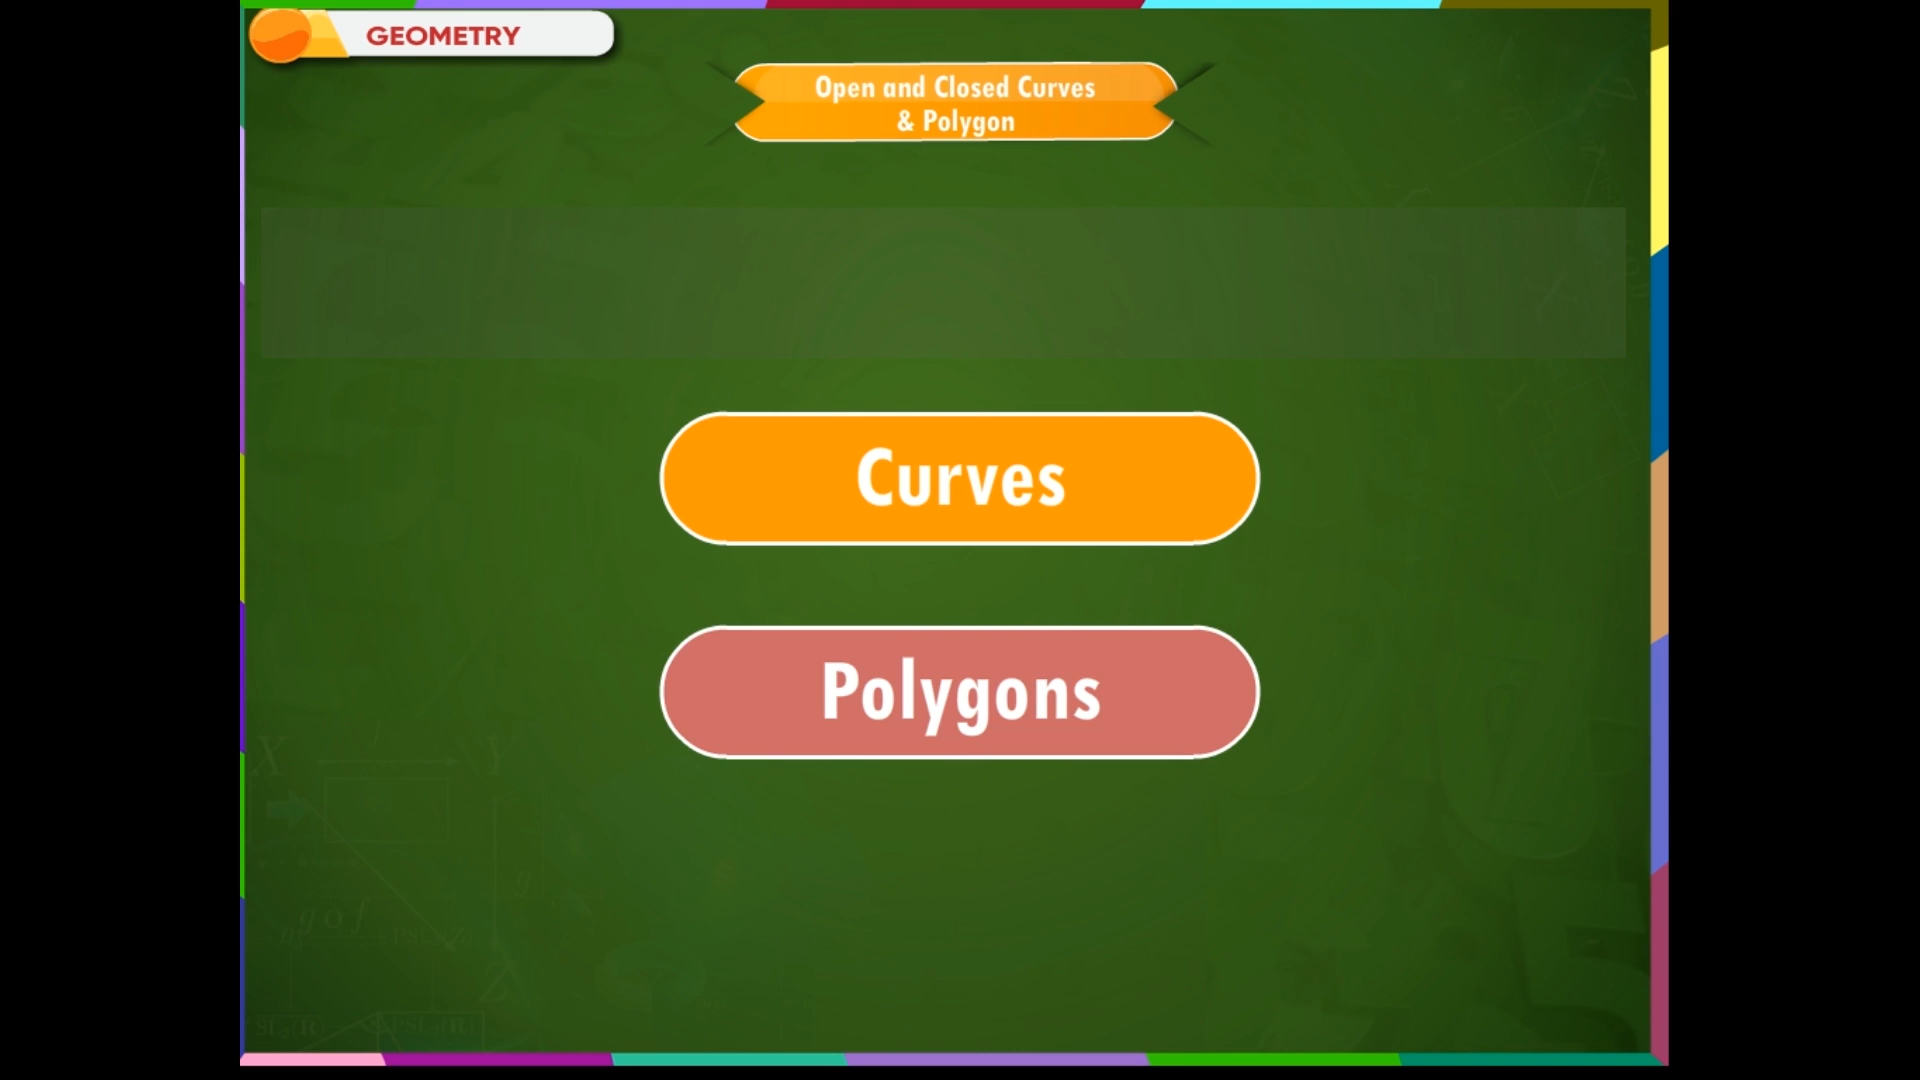 GEOMETRY
Open and Closed Curves
& Polygon
Curves
Polygons
X
Y
g o f